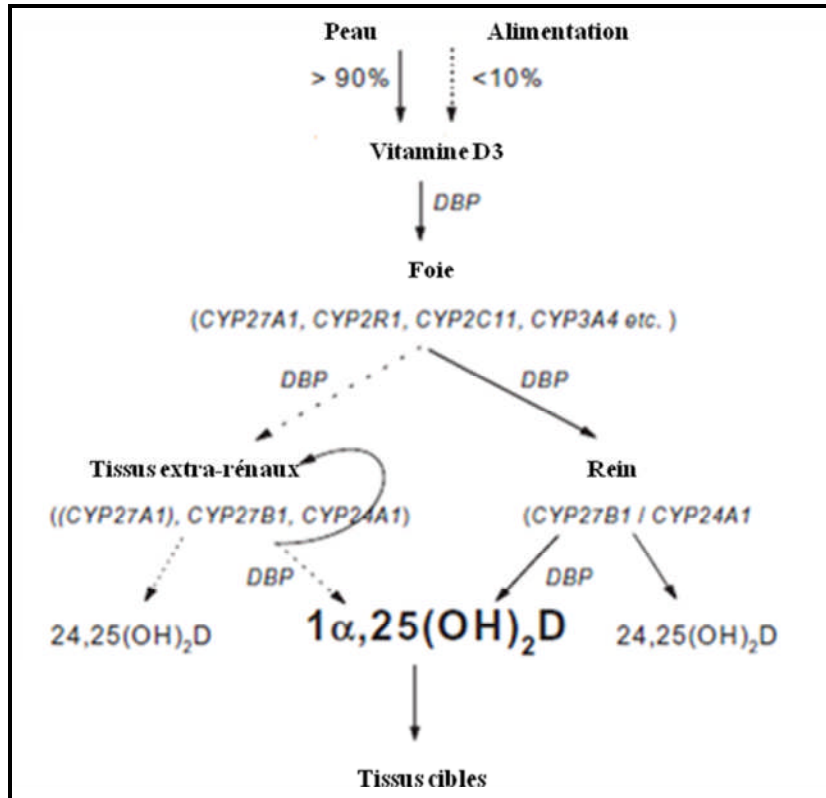 Peau Alimentation
> 90% <10%
Vitamine D3
DBP
Foie
(CYP27A1, CYP2R1, CYP2C11, CYP3A4 etc. )
DBP DBP
Tissus extra-rénaux Rein
((CYP27A1), CYP27B1, CYP24A1) (CYP27B1 / CYP24A1
DBP DBP
24,25(OH)₂D 1α,25(OH)₂D 24,25(OH)₂D
Tissus cibles